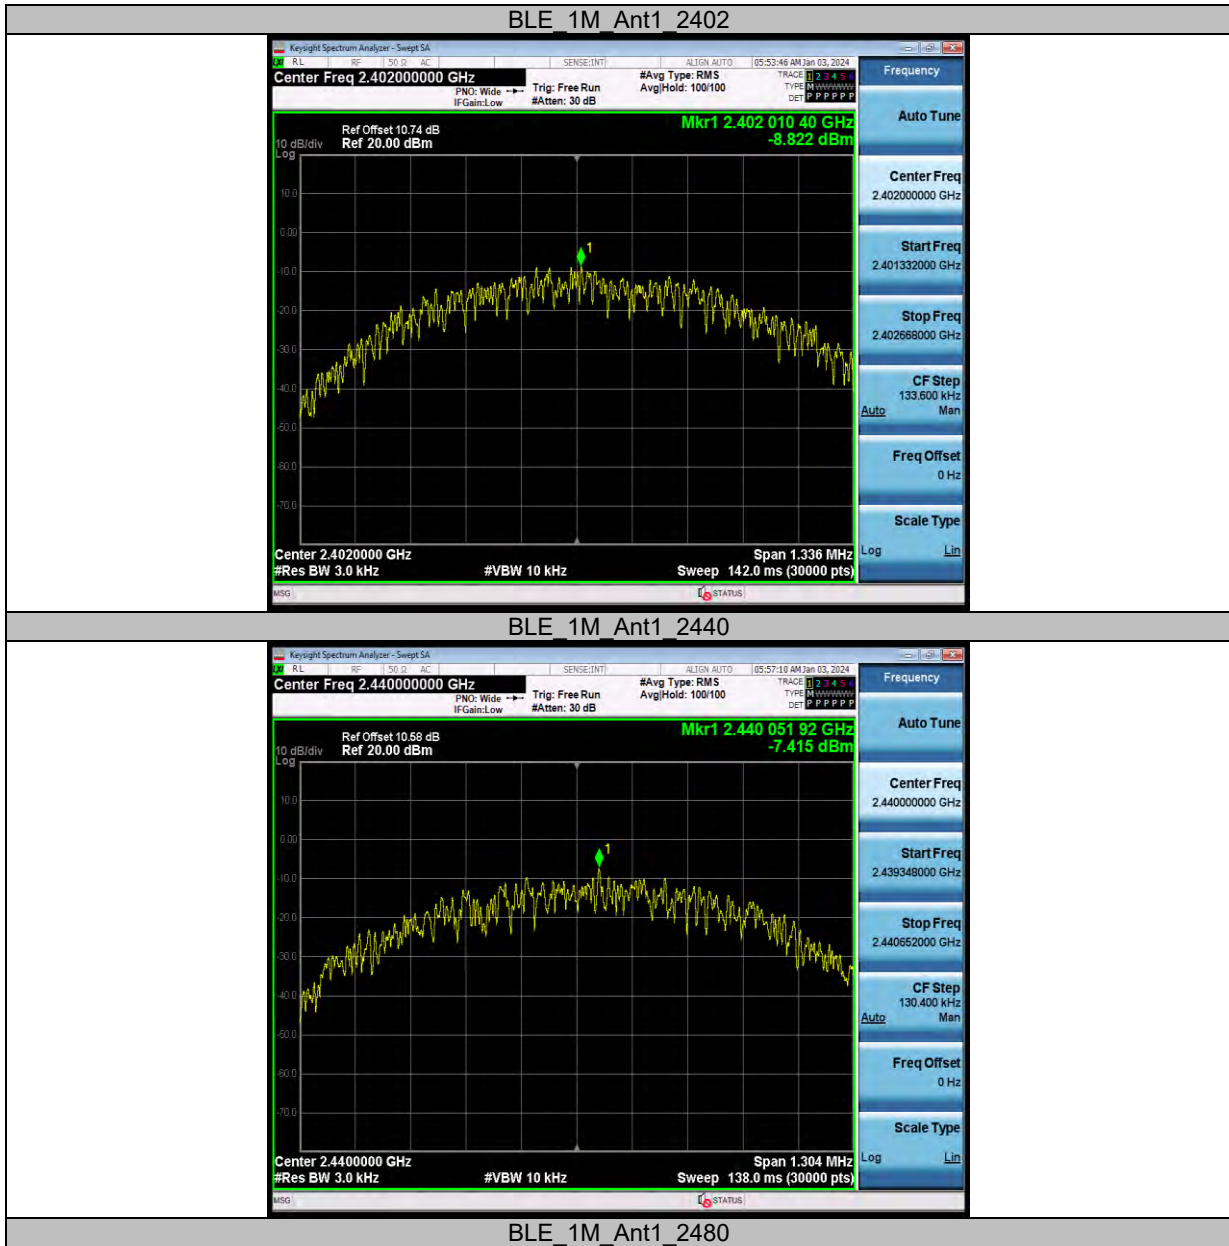 BLE_1M_Ant1_2402
Keysight Spectrum Analyzer - Swept SA
RL RF 50 Ω AC SENSE:INT ALIGN AUTO 05:53:46 AM Jan 03, 2024
Center Freq 2.402000000 GHz
PNO: Wide
IFGain:Low
Trig: Free Run
#Atten: 30 dB
#Avg Type: RMS
Avg|Hold: 100/100
TRACE 1 2 3 4 5 6
TYPE M WWWWW
DET P P P P P P
Frequency
Mkr1 2.402 010 40 GHz
-8.822 dBm
Ref Offset 10.74 dB
10 dB/div Ref 20.00 dBm
Log
10.0
0.00
-10.0
-20.0
-30.0
-40.0
-50.0
-60.0
-70.0
1
Center 2.4020000 GHz Span 1.336 MHz
#Res BW 3.0 kHz #VBW 10 kHz Sweep 142.0 ms (30000 pts)
MSG STATUS
Auto Tune
Center Freq
2.402000000 GHz
Start Freq
2.401332000 GHz
Stop Freq
2.402668000 GHz
CF Step
133.600 kHz
Auto Man
Freq Offset
0 Hz
Scale Type
Log Lin
BLE_1M_Ant1_2440
Keysight Spectrum Analyzer - Swept SA
RL RF 50 Ω AC SENSE:INT ALIGN AUTO 05:57:10 AM Jan 03, 2024
Center Freq 2.440000000 GHz
PNO: Wide
IFGain:Low
Trig: Free Run
#Atten: 30 dB
#Avg Type: RMS
Avg|Hold: 100/100
TRACE 1 2 3 4 5 6
TYPE M WWWWW
DET P P P P P P
Frequency
Mkr1 2.440 051 92 GHz
-7.415 dBm
Ref Offset 10.58 dB
10 dB/div Ref 20.00 dBm
Log
10.0
0.00
-10.0
-20.0
-30.0
-40.0
-50.0
-60.0
-70.0
1
Center 2.4400000 GHz Span 1.304 MHz
#Res BW 3.0 kHz #VBW 10 kHz Sweep 138.0 ms (30000 pts)
MSG STATUS
Auto Tune
Center Freq
2.440000000 GHz
Start Freq
2.439348000 GHz
Stop Freq
2.440652000 GHz
CF Step
130.400 kHz
Auto Man
Freq Offset
0 Hz
Scale Type
Log Lin
BLE_1M_Ant1_2480